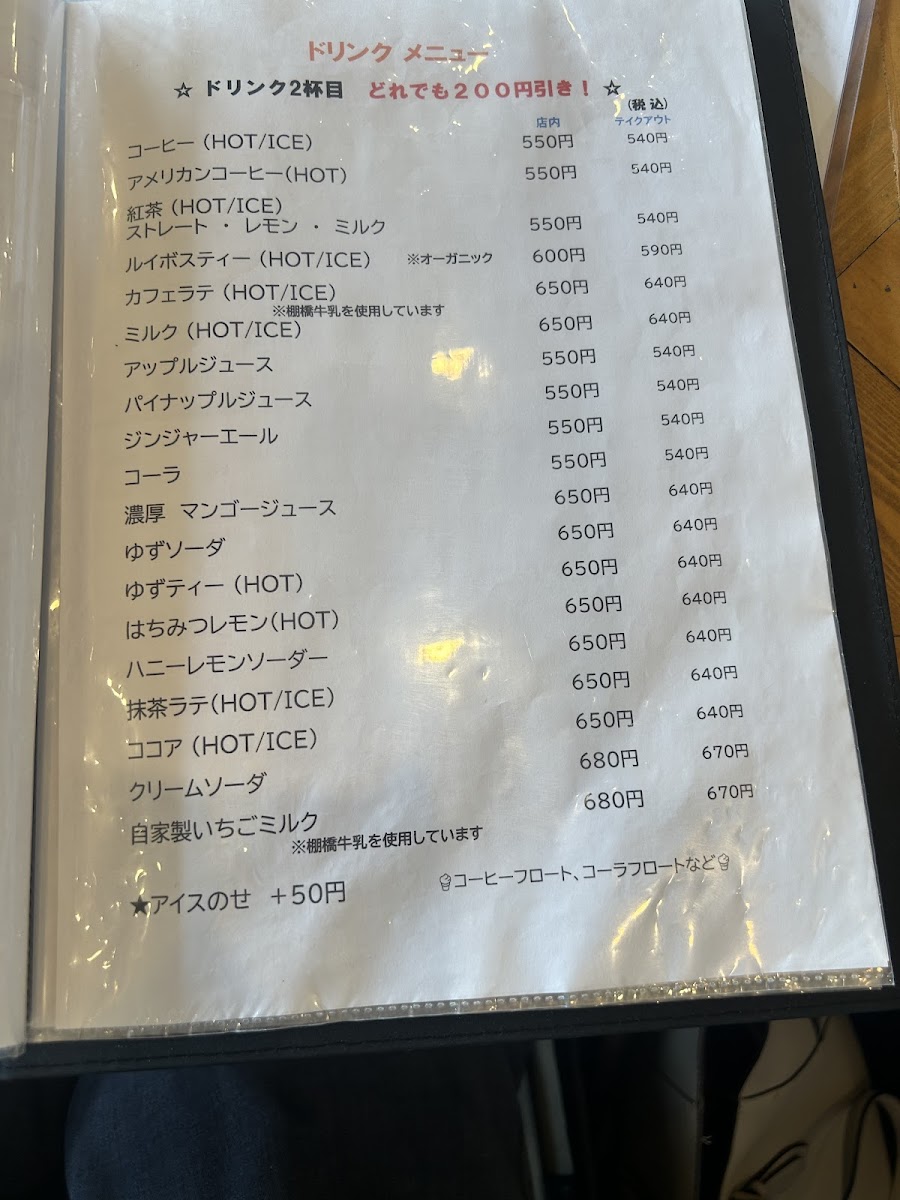 ドリンク メニュー
☆ ドリンク2杯目 どれでも２００円引き！ ☆
(税込)
店内 テイクアウト
コーヒー (HOT/ICE) 550円 540円
アメリカンコーヒー(HOT) 550円 540円
紅茶 (HOT/ICE)
ストレート ・ レモン ・ ミルク 550円 540円
ルイボスティー (HOT/ICE) ※オーガニック 600円 590円
カフェラテ (HOT/ICE) 650円 640円
※棚橋牛乳を使用しています
ミルク (HOT/ICE) 650円 640円
アップルジュース 550円 540円
パイナップルジュース 550円 540円
ジンジャーエール 550円 540円
コーラ 550円 540円
濃厚 マンゴージュース 650円 640円
ゆずソーダ 650円 640円
ゆずティー (HOT) 650円 640円
はちみつレモン(HOT) 650円 640円
ハニーレモンソーダー 650円 640円
抹茶ラテ(HOT/ICE) 650円 640円
ココア (HOT/ICE) 650円 640円
クリームソーダ 680円 670円
自家製いちごミルク 680円 670円
※棚橋牛乳を使用しています
★アイスのせ ＋50円 コーヒーフロート、コーラフロートなど